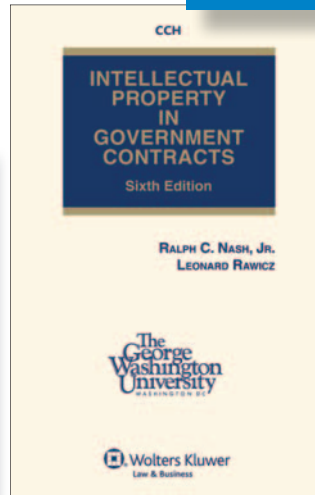 CCH
INTELLECTUAL
PROPERTY
IN
GOVERNMENT
CONTRACTS
Sixth Edition
RALPH C. NASH, JR.
LEONARD RAWICZ
The
George
Washington
University
WASHINGTON DC
Wolters Kluwer
Law & Business